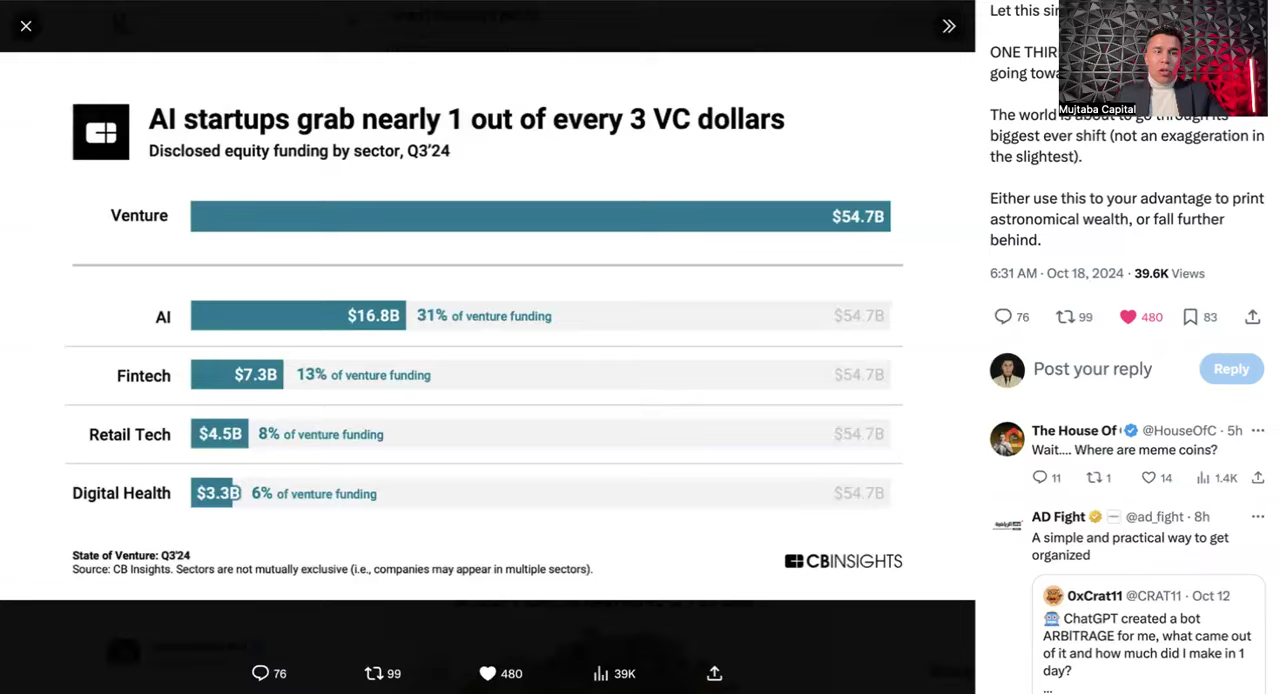 AI startups grab nearly 1 out of every 3 VC dollars
Disclosed equity funding by sector, Q3'24
Venture
$54.7B
AI
$16.8B
31% of venture funding
$54.7B
Fintech
$7.3B
13% of venture funding
$54.7B
Retail Tech
$4.5B
8% of venture funding
$54.7B
Digital Health
$3.3B
6% of venture funding
$54.7B
State of Venture: Q3'24
Source: CB Insights. Sectors are not mutually exclusive (i.e., companies may appear in multiple sectors).
CBINSIGHTS
76
99
480
39K
Let this
ONE
going
Mujtaba Capital
The world is about to go through its
biggest ever shift (not an exaggeration in
the slightest).
Either use this to your advantage to print
astronomical wealth, or fall further
behind.
6:31 AM · Oct 18, 2024 · 39.6K Views
76
99
480
83
Post your reply
Reply
The House Of @HouseOfC · 5h
Wait.... Where are meme coins?
11
1
14
1.4K
AD Fight @ad_fight · 8h
A simple and practical way to get
organized
0xCrat11 @CRAT11 · Oct 12
ChatGPT created a bot
ARBITRAGE for me, what came out
of it and how much did I make in 1
day?
...